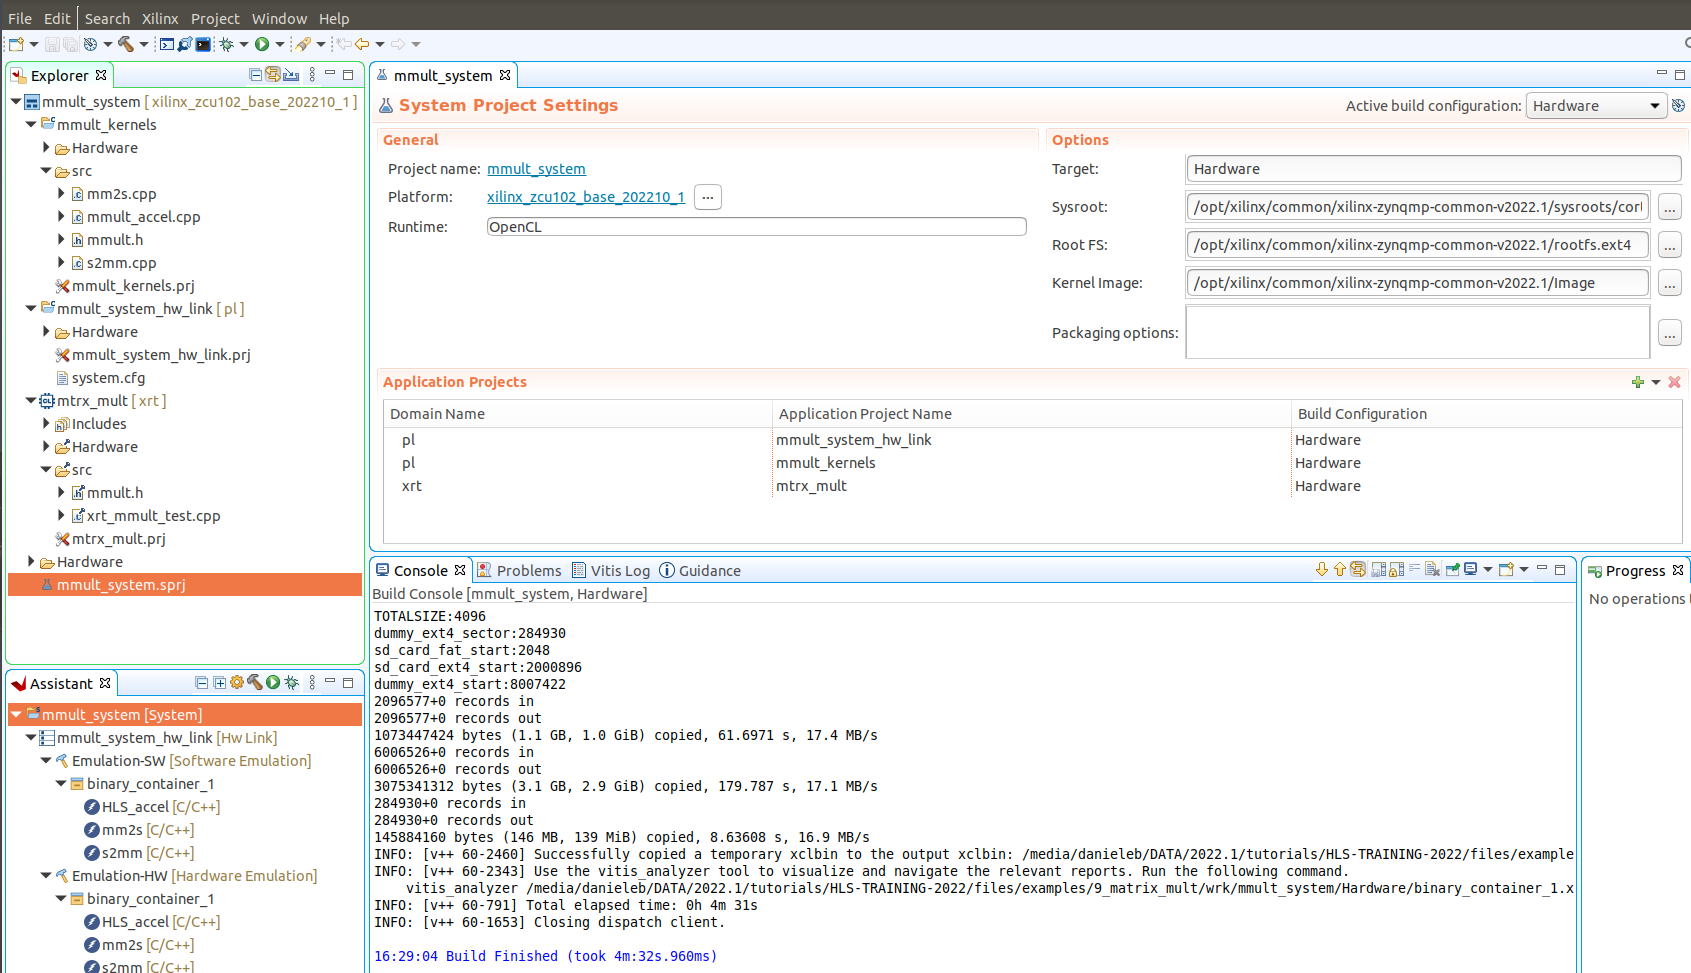 File Edit Search Xilinx Project Window Help
Explorer
mmult_system [ xilinx_zcu102_base_202210_1 ]
mmult_kernels
Hardware
src
mm2s.cpp
mmult_accel.cpp
mmult.h
s2mm.cpp
mmult_kernels.prj
mmult_system_hw_link [ pl ]
Hardware
mmult_system_hw_link.prj
system.cfg
mtrx_mult [ xrt ]
Includes
Hardware
src
mmult.h
xrt_mmult_test.cpp
mtrx_mult.prj
Hardware
mmult_system.sprj
Assistant
mmult_system [System]
mmult_system_hw_link [Hw Link]
Emulation-SW [Software Emulation]
binary_container_1
HLS_accel [C/C++]
mm2s [C/C++]
s2mm [C/C++]
Emulation-HW [Hardware Emulation]
binary_container_1
HLS_accel [C/C++]
mm2s [C/C++]
s2mm [C/C++]
mmult_system
System Project Settings
Active build configuration: Hardware
General
Project name: mmult_system
Platform: xilinx_zcu102_base_202210_1 ...
Runtime: OpenCL
Options
Target: Hardware
Sysroot: /opt/xilinx/common/xilinx-zynqmp-common-v2022.1/sysroots/cort ...
Root FS: /opt/xilinx/common/xilinx-zynqmp-common-v2022.1/rootfs.ext4 ...
Kernel Image: /opt/xilinx/common/xilinx-zynqmp-common-v2022.1/Image ...
Packaging options: ...
Application Projects
Domain Name Application Project Name Build Configuration
pl mmult_system_hw_link Hardware
pl mmult_kernels Hardware
xrt mtrx_mult Hardware
Console Problems Vitis Log Guidance
Build Console [mmult_system, Hardware]
TOTALSIZE:4096
dummy_ext4_sector:284930
sd_card_fat_start:2048
sd_card_ext4_start:2000896
dummy_ext4_start:8007422
2096577+0 records in
2096577+0 records out
1073447424 bytes (1.1 GB, 1.0 GiB) copied, 61.6971 s, 17.4 MB/s
6006526+0 records in
6006526+0 records out
3075341312 bytes (3.1 GB, 2.9 GiB) copied, 179.787 s, 17.1 MB/s
284930+0 records in
284930+0 records out
145884160 bytes (146 MB, 139 MiB) copied, 8.63608 s, 16.9 MB/s
INFO: [v++ 60-2460] Successfully copied a temporary xclbin to the output xclbin: /media/danieleb/DATA/2022.1/tutorials/HLS-TRAINING-2022/files/example
INFO: [v++ 60-2343] Use the vitis_analyzer tool to visualize and navigate the relevant reports. Run the following command.
vitis_analyzer /media/danieleb/DATA/2022.1/tutorials/HLS-TRAINING-2022/files/examples/9_matrix_mult/wrk/mmult_system/Hardware/binary_container_1.x
INFO: [v++ 60-791] Total elapsed time: 0h 4m 31s
INFO: [v++ 60-1653] Closing dispatch client.
16:29:04 Build Finished (took 4m:32s.960ms)
Progress
No operations